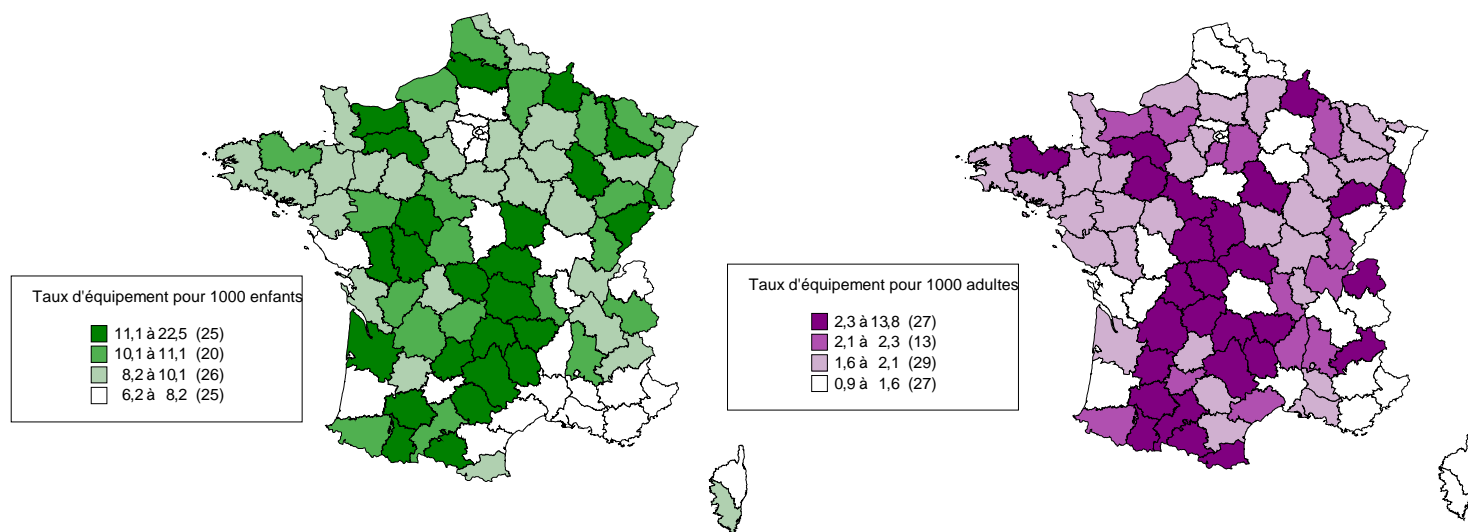 Taux d'équipement pour 1000 enfants
11,1 à 22,5 (25)
10,1 à 11,1 (20)
8,2 à 10,1 (26)
6,2 à 8,2 (25)
Taux d'équipement pour 1000 adultes
2,3 à 13,8 (27)
2,1 à 2,3 (13)
1,6 à 2,1 (29)
0,9 à 1,6 (27)